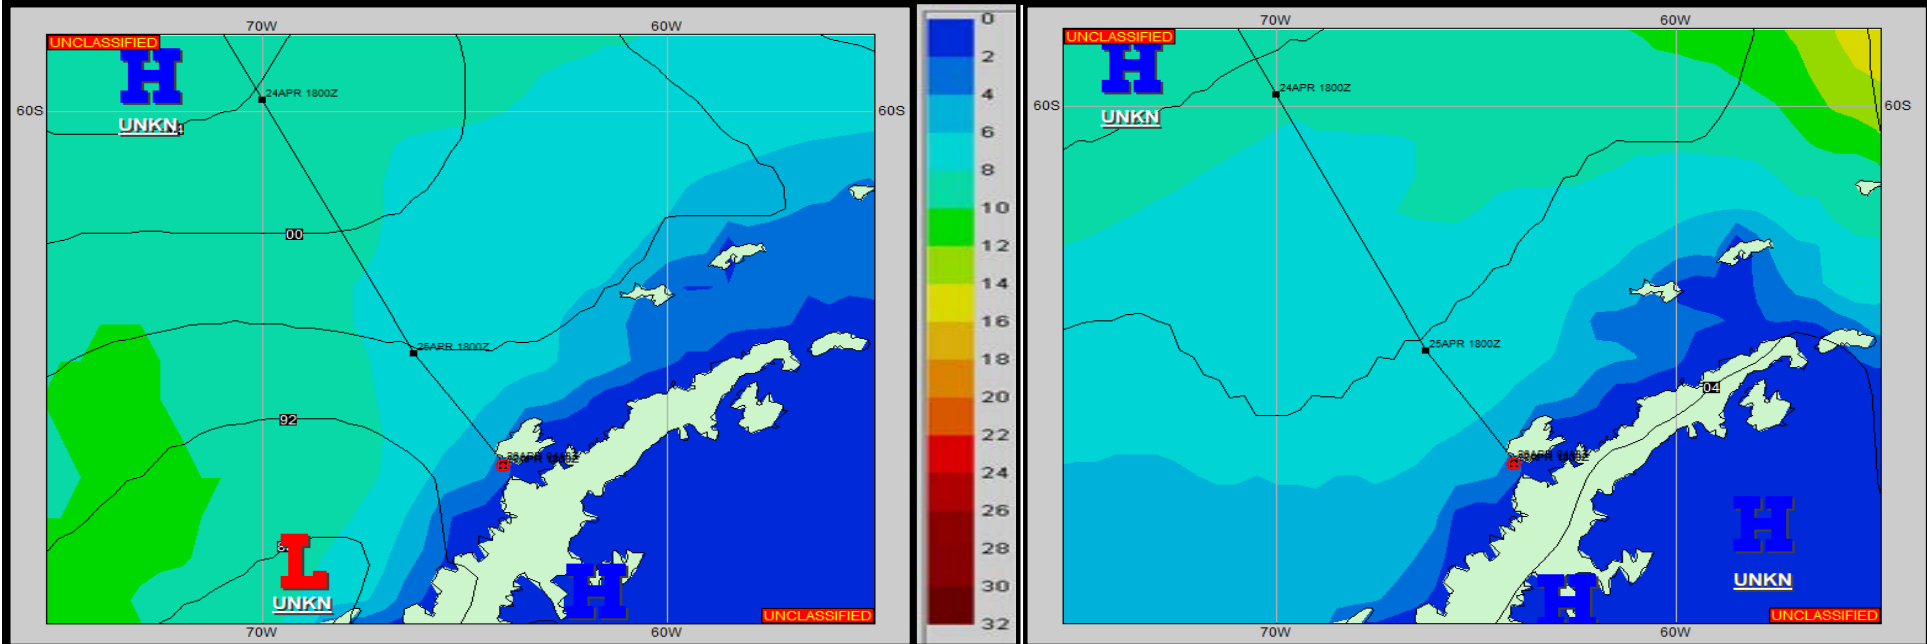 70W
60W
UNCLASSIFIED
24APR 1800Z
60S
60S
UNKN
00
25APR 1800Z
92
UNKN
UNCLASSIFIED
70W
60W
0
2
4
6
8
10
12
14
16
18
20
22
24
26
28
30
32
70W
60W
UNCLASSIFIED
24APR 1800Z
60S
60S
UNKN
25APR 1800Z
04
UNKN
UNCLASSIFIED
70W
60W
H
L
H
H
H
H